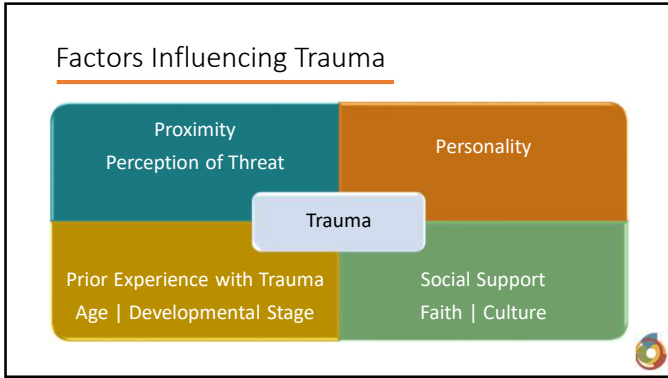 Factors Influencing Trauma
Proximity
Perception of Threat
Personality
Trauma
Prior Experience with Trauma
Age | Developmental Stage
Social Support
Faith | Culture